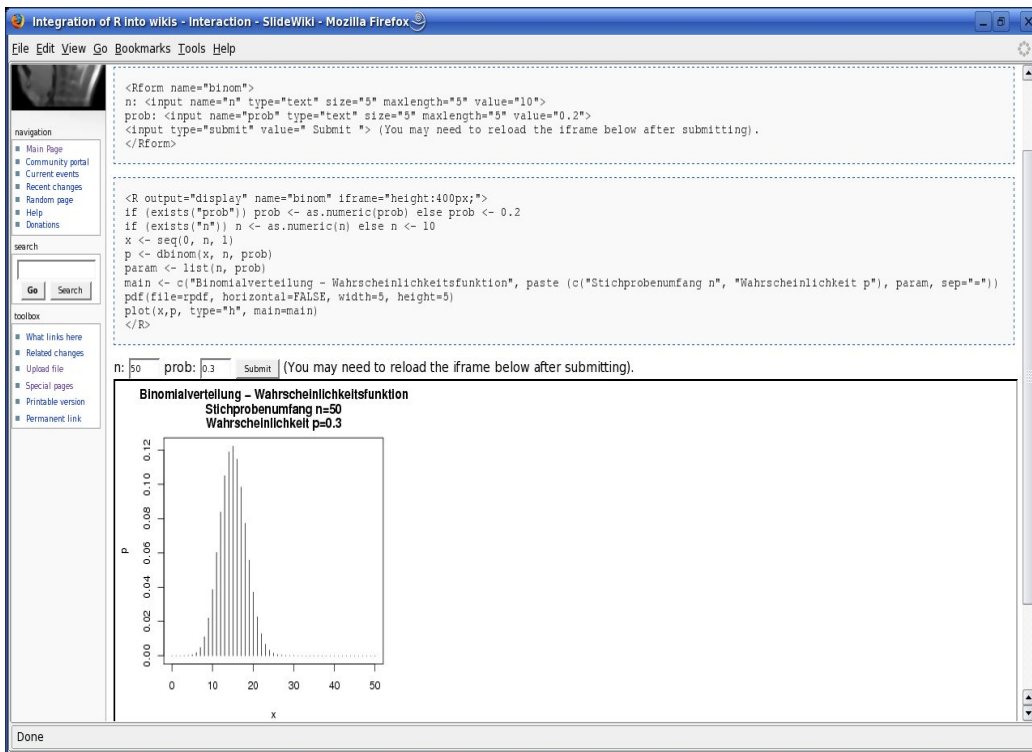 Integration of R into wikis - Interaction - SlideWiki - Mozilla Firefox
File Edit View Go Bookmarks Tools Help
navigation
Main Page
Community portal
Current events
Recent changes
Random page
Help
Donations
search
Go Search
toolbox
What links here
Related changes
Upload file
Special pages
Printable version
Permanent link
<Rform name="binom">
n: <input name="n" type="text" size="5" maxlength="5" value="10">
prob: <input name="prob" type="text" size="5" maxlength="5" value="0.2">
<input type="submit" value=" Submit "> (You may need to reload the iframe below after submitting).
</Rform>
<R output="display" name="binom" iframe="height:400px;">
if (exists("prob")) prob <- as.numeric(prob) else prob <- 0.2
if (exists("n")) n <- as.numeric(n) else n <- 10
x <- seq(0, n, 1)
p <- dbinom(x, n, prob)
param <- list(n, prob)
main <- c("Binomialverteilung - Wahrscheinlichkeitsfunktion", paste (c("Stichprobenumfang n", "Wahrscheinlichkeit p"), param, sep="="))
pdf(file=rpdf, horizontal=FALSE, width=5, height=5)
plot(x,p, type="h", main=main)
</R>
n: 50 prob: 0.3 Submit (You may need to reload the iframe below after submitting).
Binomialverteilung – Wahrscheinlichkeitsfunktion
Stichprobenumfang n=50
Wahrscheinlichkeit p=0.3
p
0.12
0.10
0.08
0.06
0.04
0.02
0.00
0 10 20 30 40 50
x
Done